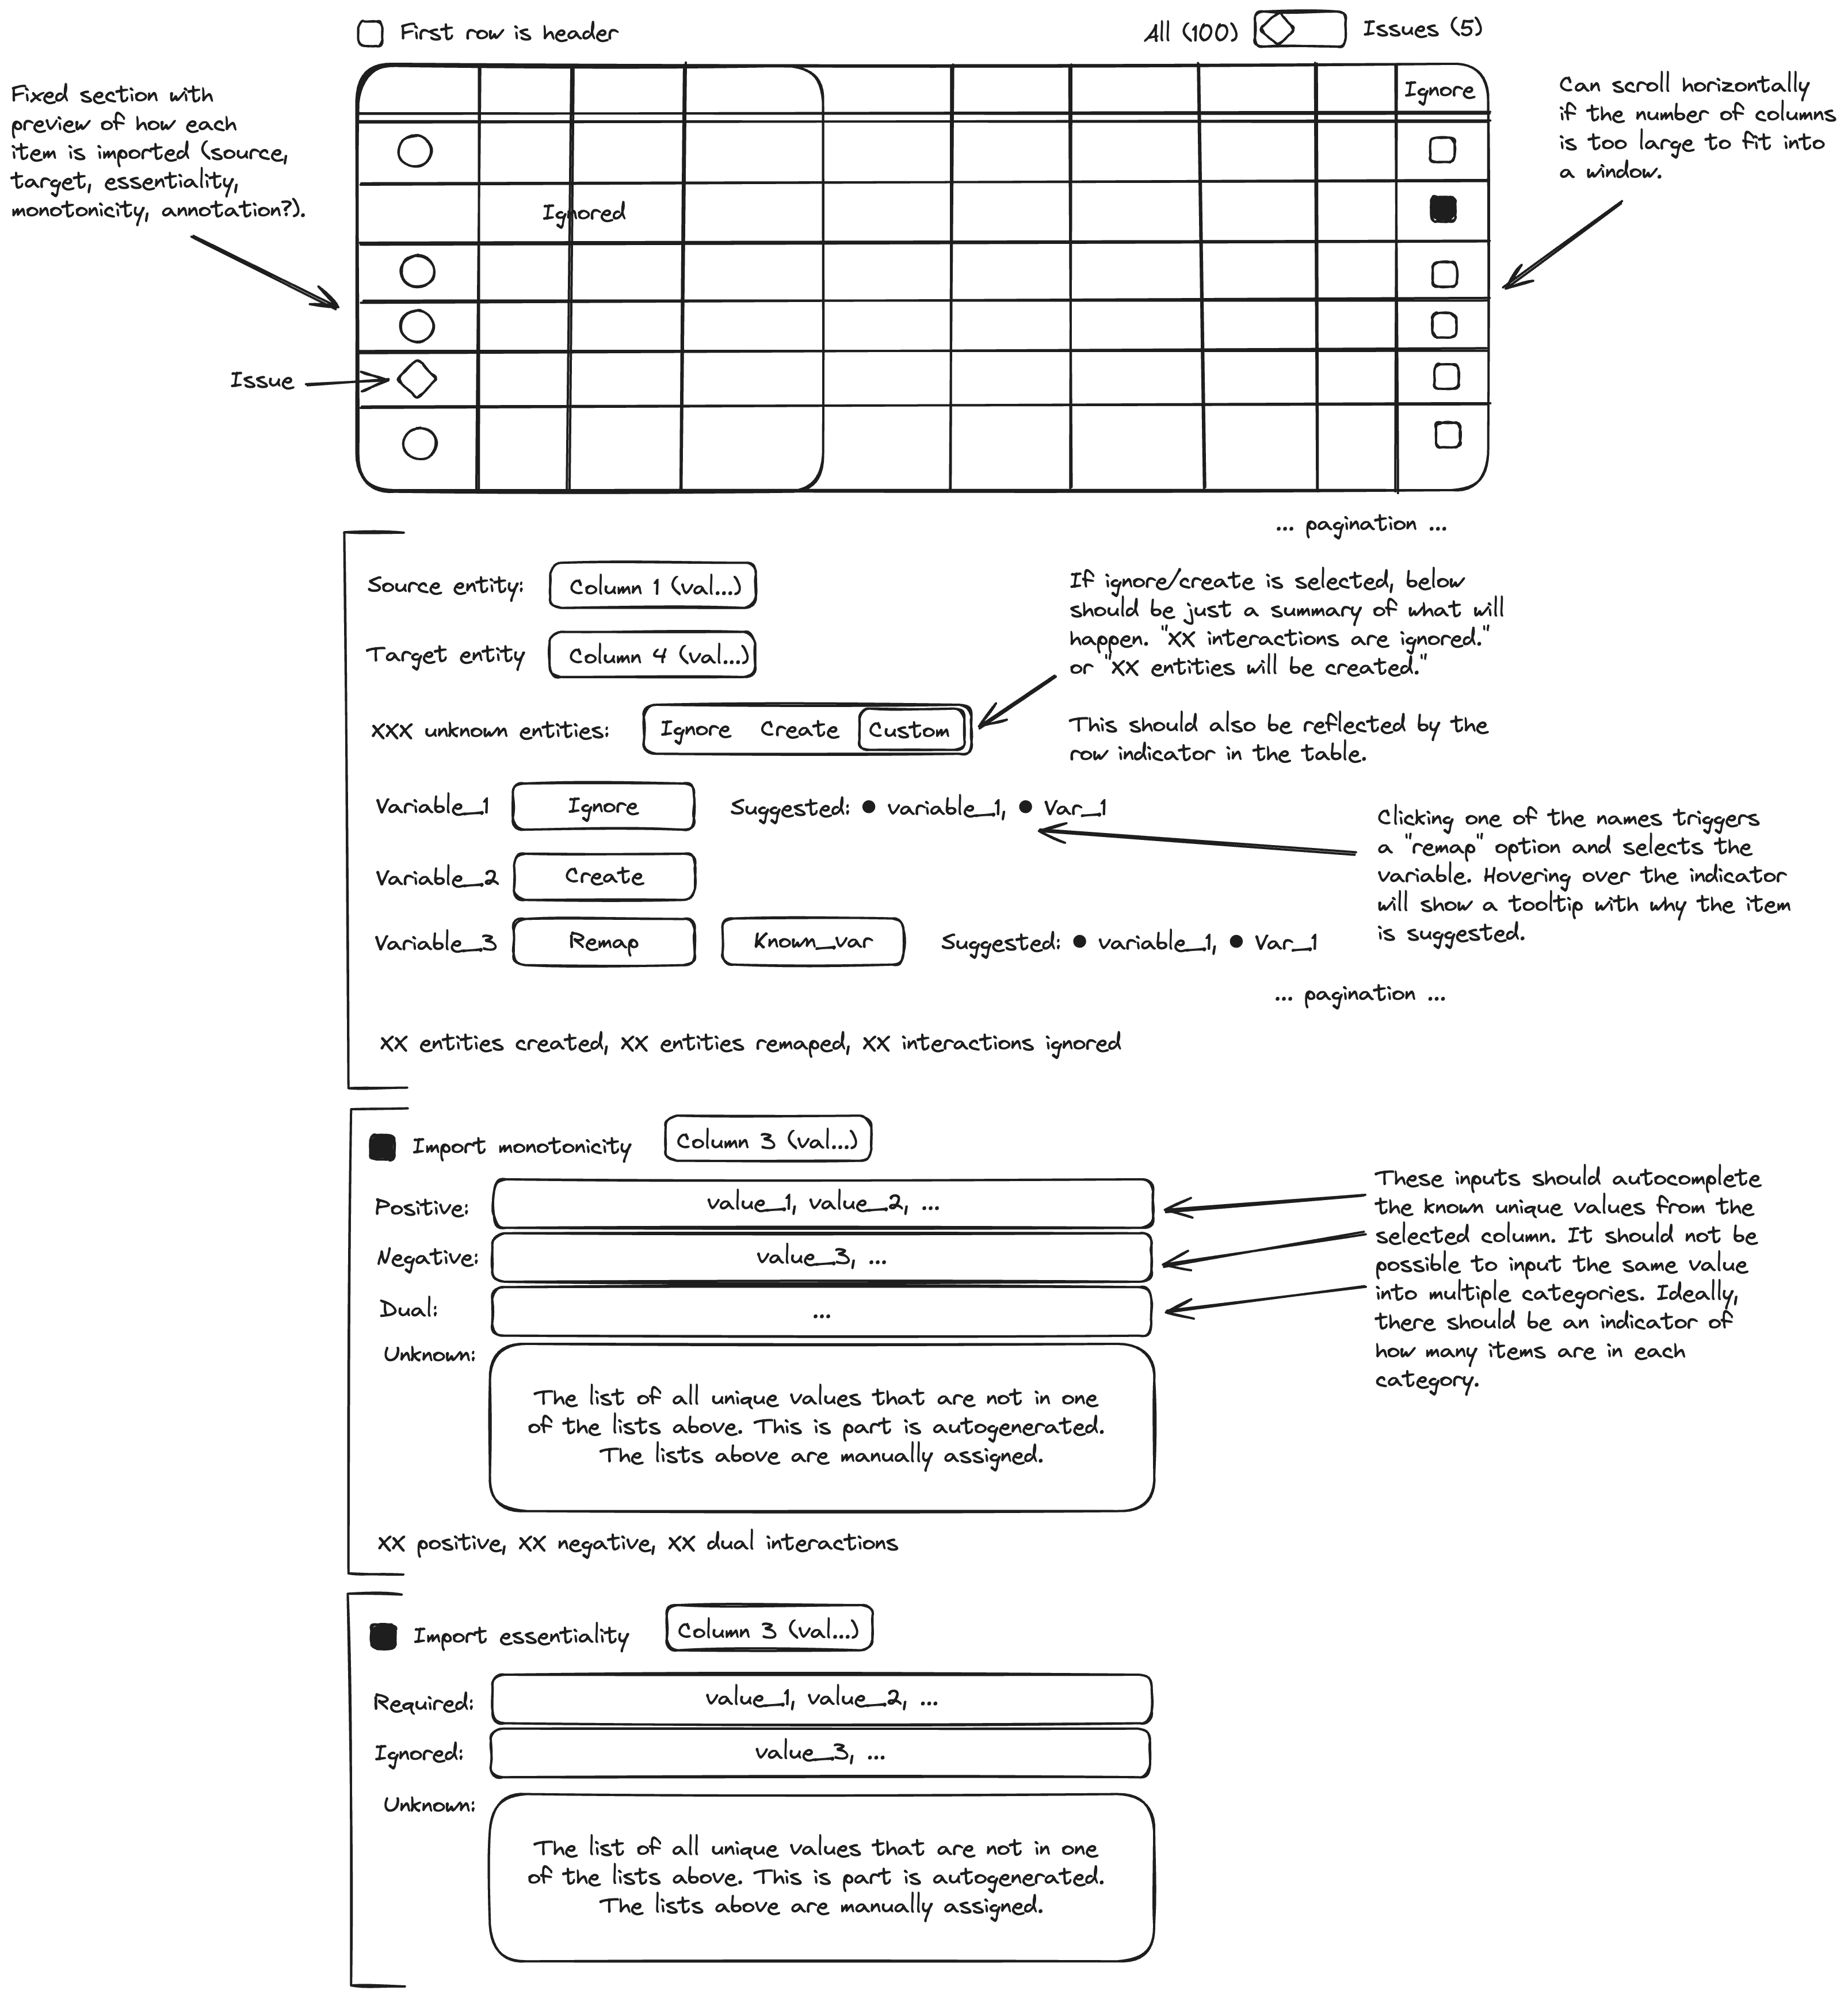 First row is header
All (100)
Issues (5)
Fixed section with
preview of how each
item is imported (source,
target, essentiality,
monotonicity, annotation?).
Ignore
Can scroll horizontally
if the number of columns
is too large to fit into
a window.
Ignored
Issue
... pagination ...
Source entity:
Column 1 (val...)
Target entity
Column 4 (val...)
If ignore/create is selected, below
should be just a summary of what will
happen. "XX interactions are ignored."
or "XX entities will be created."
This should also be reflected by the
row indicator in the table.
XXX unknown entities:
Ignore
Create
Custom
Variable_1
Ignore
Suggested: ● variable_1, ● Var_1
Variable_2
Create
Variable_3
Remap
Known_var
Suggested: ● variable_1, ● Var_1
Clicking one of the names triggers
a "remap" option and selects the
variable. Hovering over the indicator
will show a tooltip with why the item
is suggested.
... pagination ...
XX entities created, XX entities remaped, XX interactions ignored
Import monotonicity
Column 3 (val...)
Positive:
value_1, value_2, ...
Negative:
value_3, ...
Dual:
...
Unknown:
The list of all unique values that are not in one
of the lists above. This is part is autogenerated.
The lists above are manually assigned.
These inputs should autocomplete
the known unique values from the
selected column. It should not be
possible to input the same value
into multiple categories. Ideally,
there should be an indicator of
how many items are in each
category.
XX positive, XX negative, XX dual interactions
Import essentiality
Column 3 (val...)
Required:
value_1, value_2, ...
Ignored:
value_3, ...
Unknown:
The list of all unique values that are not in one
of the lists above. This is part is autogenerated.
The lists above are manually assigned.